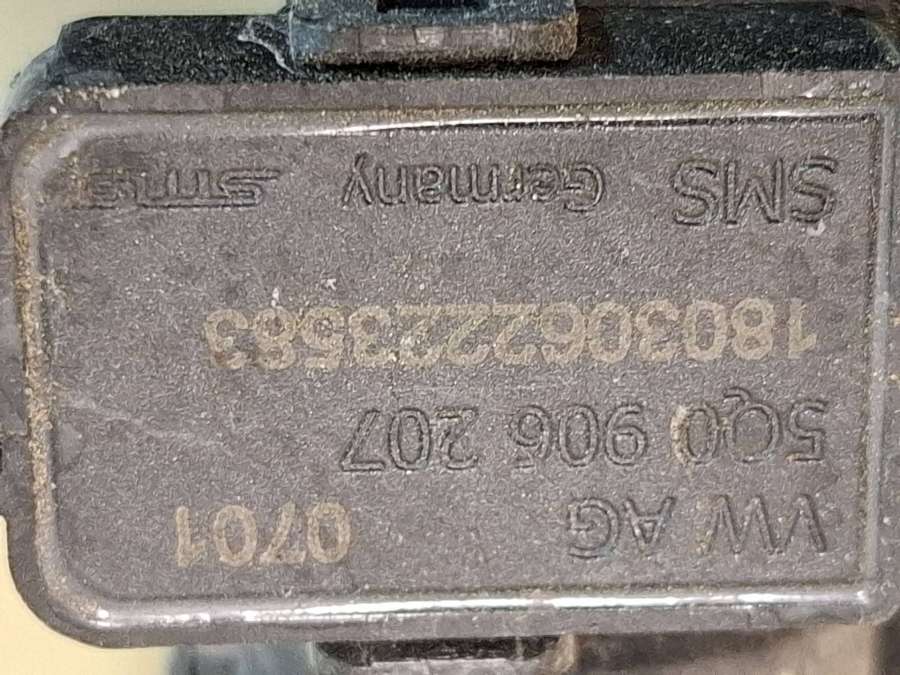 VW AG 0701
5Q0 906 207
1803062223583
SMS Germany